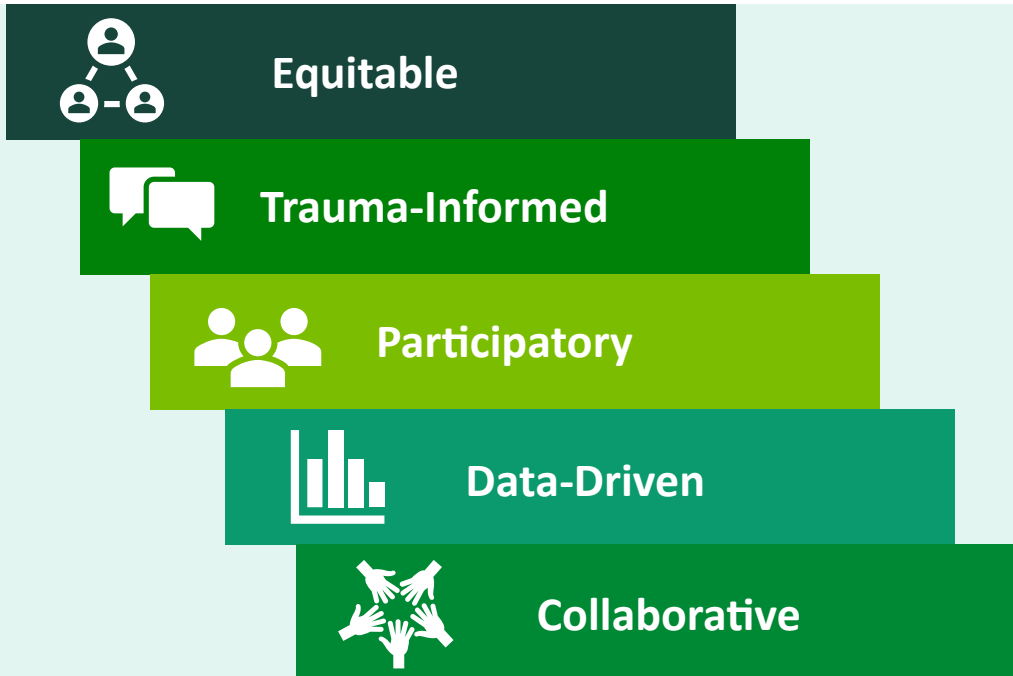 Equitable
Trauma-Informed
Participatory
Data-Driven
Collaborative